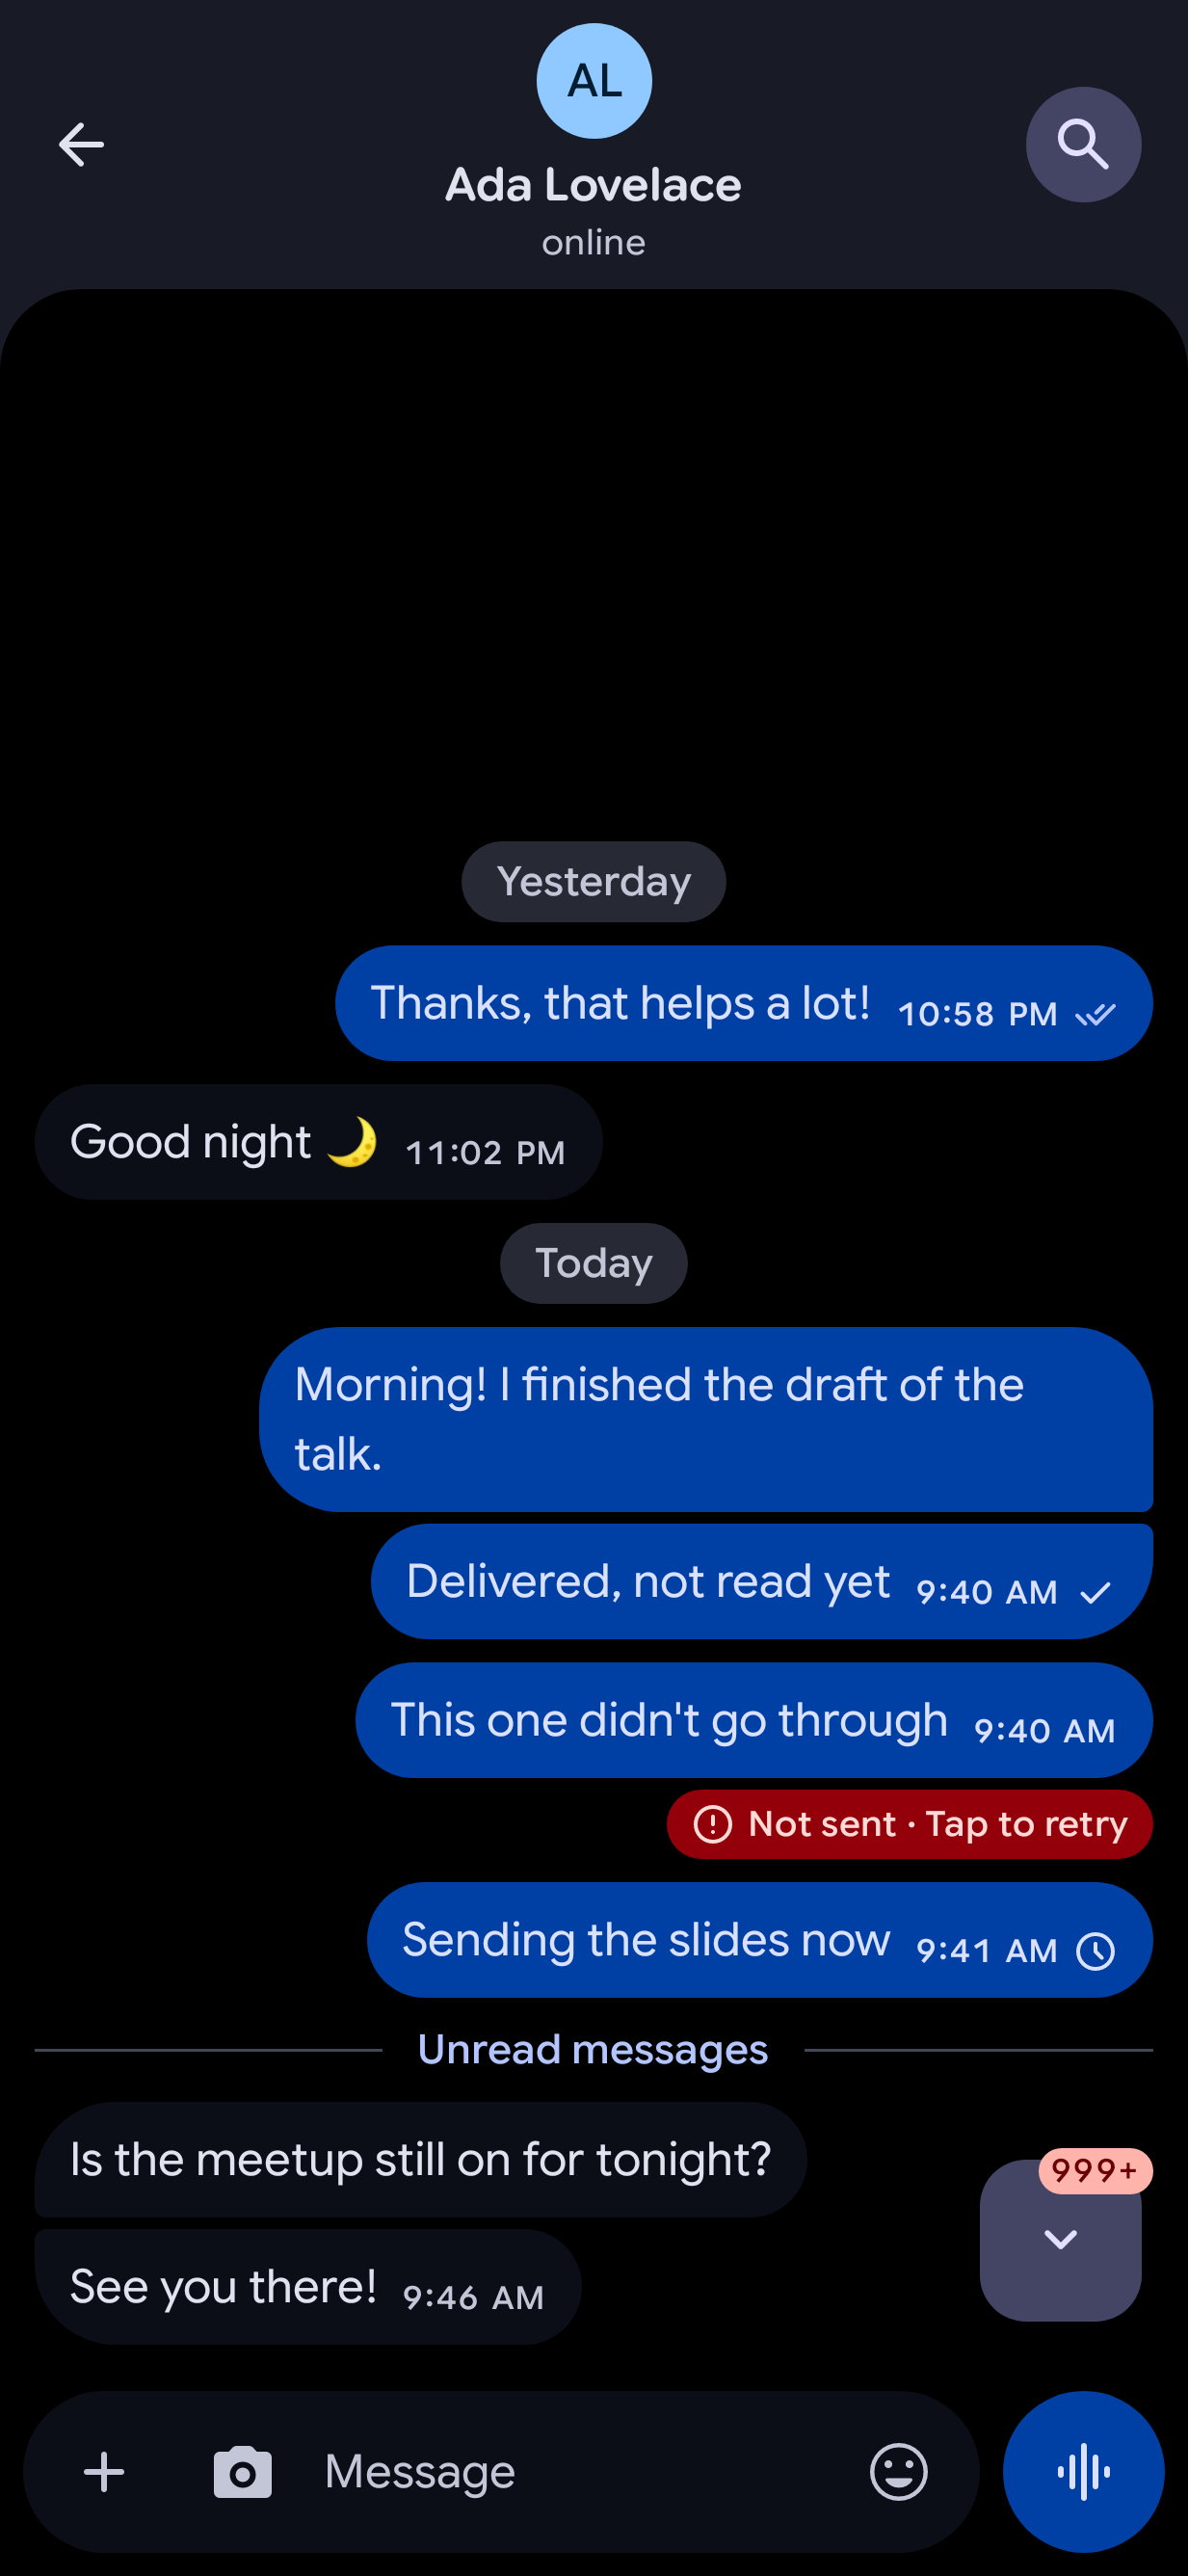 AL
Ada Lovelace
online
Yesterday
Thanks, that helps a lot! 10:58 PM
Good night 🌙 11:02 PM
Today
Morning! I finished the draft of the
talk.
Delivered, not read yet 9:40 AM
This one didn't go through 9:40 AM
Not sent · Tap to retry
Sending the slides now 9:41 AM
Unread messages
Is the meetup still on for tonight?
999+
See you there! 9:46 AM
Message